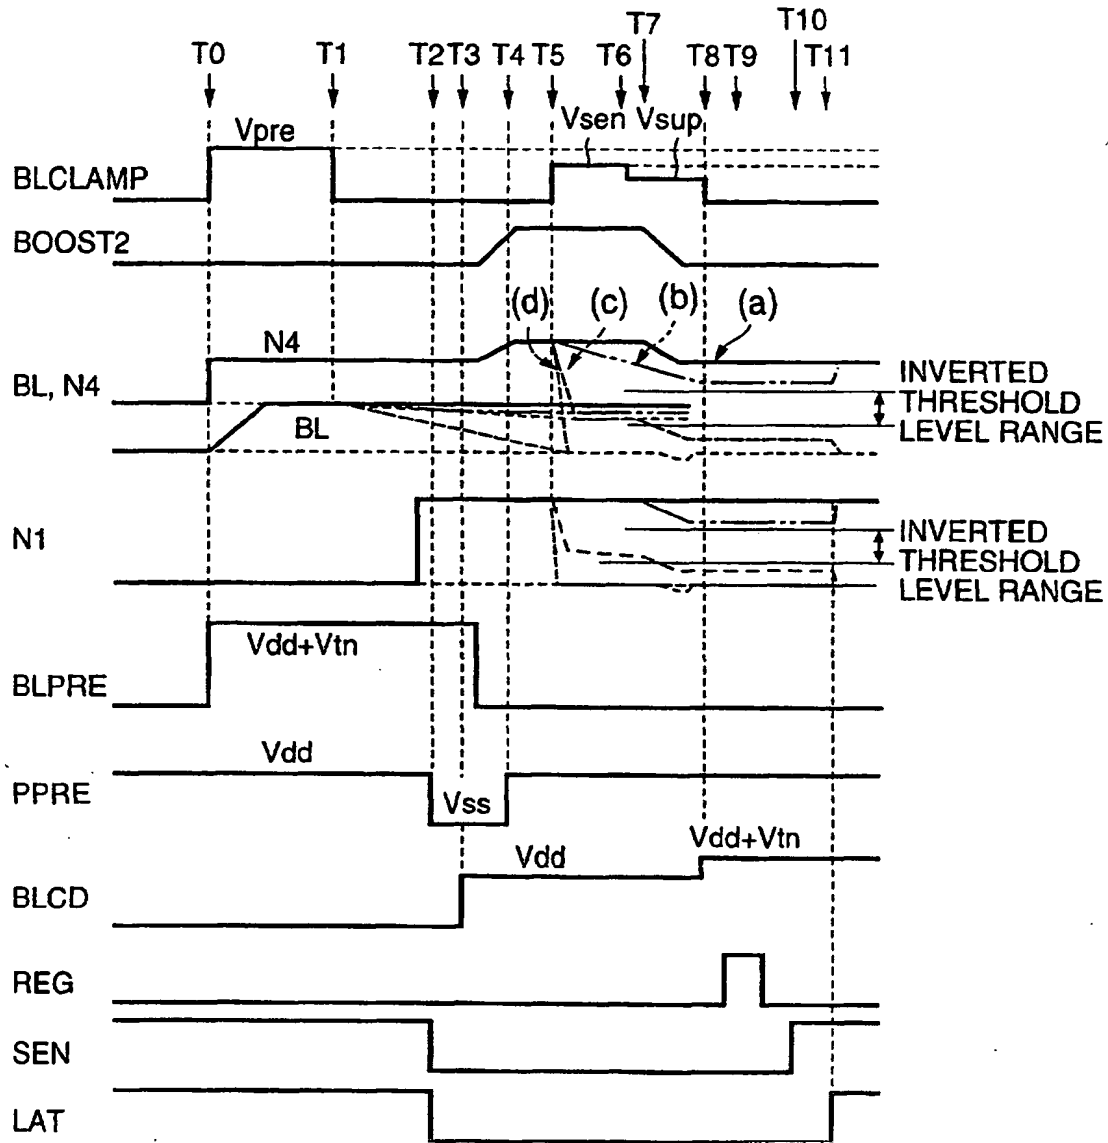 T7 T10
T0 T1 T2 T3 T4 T5 T6 T8 T9 T11
Vpre Vsen Vsup
BLCLAMP
BOOST2
(d) (c) (b) (a)
N4
BL, N4
BL
INVERTED
THRESHOLD
LEVEL RANGE
N1
INVERTED
THRESHOLD
LEVEL RANGE
Vdd+Vtn
BLPRE
Vdd
PPRE
Vss
Vdd+Vtn
Vdd
BLCD
REG
SEN
LAT